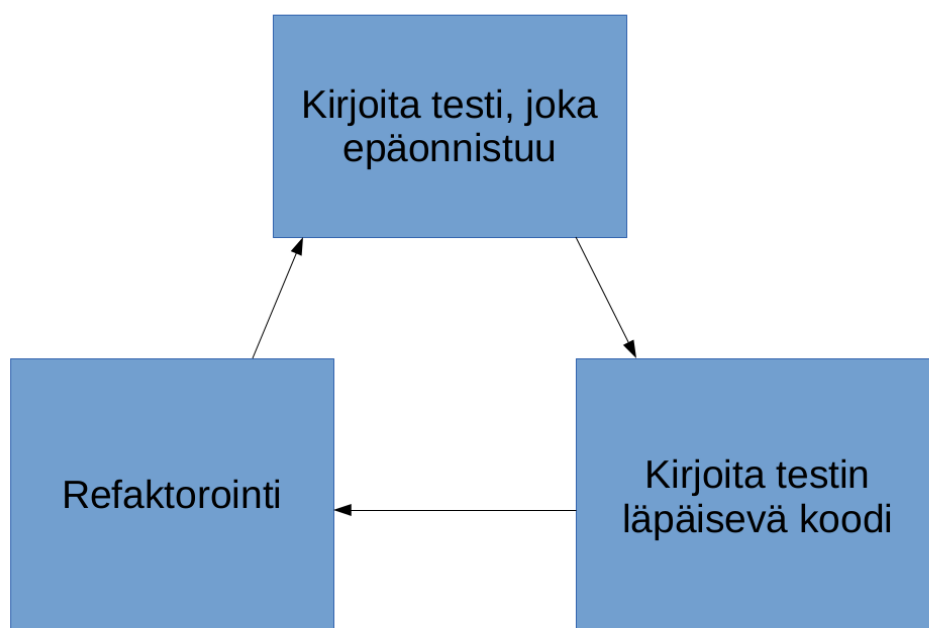 Kirjoita testi, joka
epäonnistuu
Refaktorointi
Kirjoita testin
läpäisevä koodi